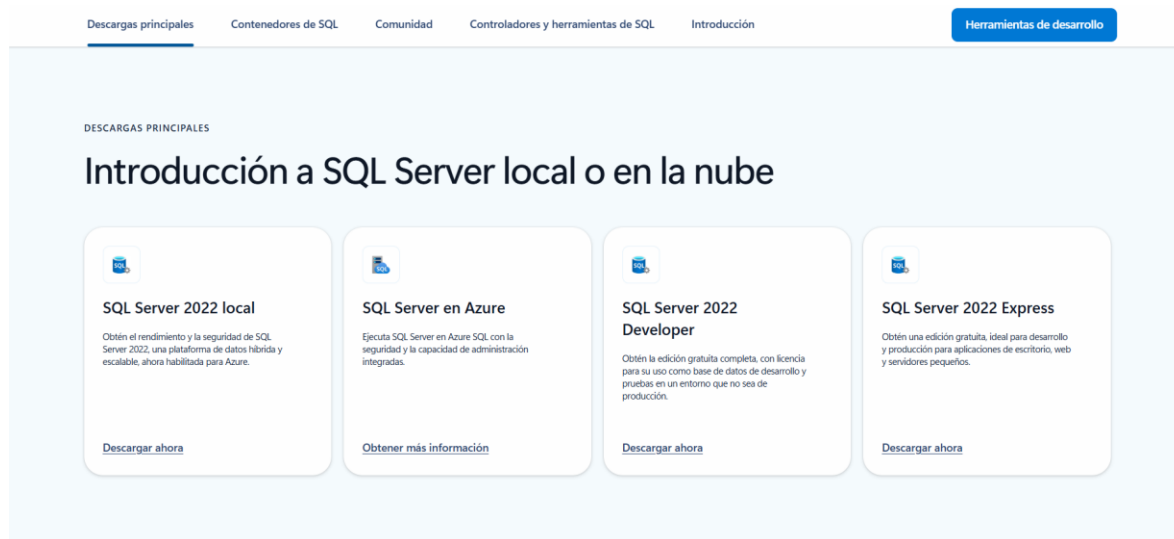 Descargas principales Contenedores de SQL Comunidad Controladores y herramientas de SQL Introducción Herramientas de desarrollo
DESCARGAS PRINCIPALES
Introducción a SQL Server local o en la nube
SQL
SQL Server 2022 local
Obtén el rendimiento y la seguridad de SQL
Server 2022, una plataforma de datos híbrida y
escalable, ahora habilitada para Azure.
Descargar ahora
SQL
SQL Server en Azure
Ejecuta SQL Server en Azure SQL con la
seguridad y la capacidad de administración
integradas.
Obtener más información
SQL
SQL Server 2022
Developer
Obtén la edición gratuita completa, con licencia
para su uso como base de datos de desarrollo y
pruebas en un entorno que no sea de
producción.
Descargar ahora
SQL
SQL Server 2022 Express
Obtén una edición gratuita, ideal para desarrollo
y producción para aplicaciones de escritorio, web
y servidores pequeños.
Descargar ahora